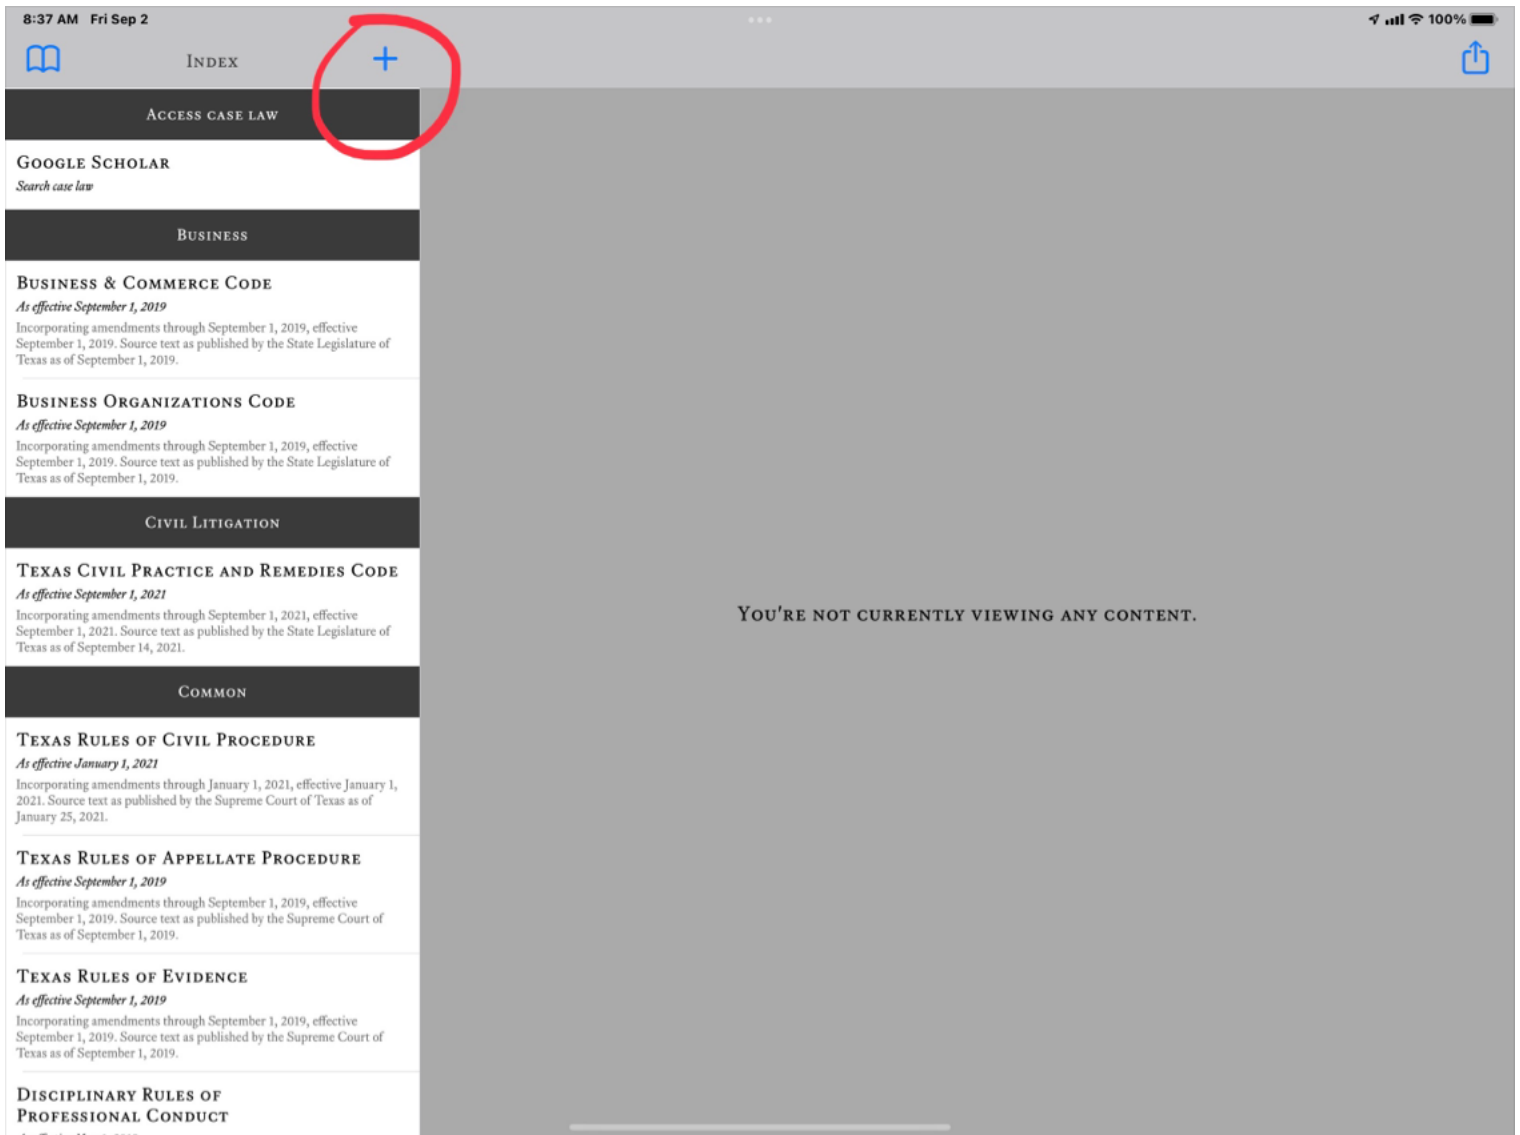 8:37 AM Fri Sep 2
100%
Index
Access case law
Google Scholar
Search case law
Business
Business & Commerce Code
As effective September 1, 2019
Incorporating amendments through September 1, 2019, effective
September 1, 2019. Source text as published by the State Legislature of
Texas as of September 1, 2019.
Business Organizations Code
As effective September 1, 2019
Incorporating amendments through September 1, 2019, effective
September 1, 2019. Source text as published by the State Legislature of
Texas as of September 1, 2019.
Civil Litigation
Texas Civil Practice and Remedies Code
As effective September 1, 2021
Incorporating amendments through September 1, 2021, effective
September 1, 2021. Source text as published by the State Legislature of
Texas as of September 14, 2021.
Common
Texas Rules of Civil Procedure
As effective January 1, 2021
Incorporating amendments through January 1, 2021, effective January 1,
2021. Source text as published by the Supreme Court of Texas as of
January 25, 2021.
Texas Rules of Appellate Procedure
As effective September 1, 2019
Incorporating amendments through September 1, 2019, effective
September 1, 2019. Source text as published by the Supreme Court of
Texas as of September 1, 2019.
Texas Rules of Evidence
As effective September 1, 2019
Incorporating amendments through September 1, 2019, effective
September 1, 2019. Source text as published by the Supreme Court of
Texas as of September 1, 2019.
Disciplinary Rules of
Professional Conduct
You're not currently viewing any content.